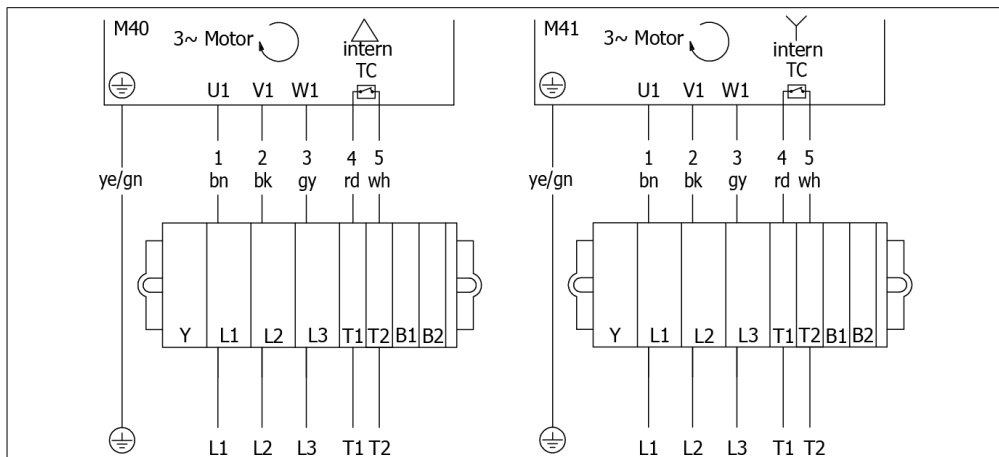 M40
3~ Motor
intern
TC
U1 V1 W1
1 2 3 4 5
ye/gn bn bk gy rd wh
Y L1 L2 L3 T1 T2 B1 B2
L1 L2 L3 T1 T2
M41
3~ Motor
intern
TC
U1 V1 W1
1 2 3 4 5
ye/gn bn bk gy rd wh
Y L1 L2 L3 T1 T2 B1 B2
L1 L2 L3 T1 T2